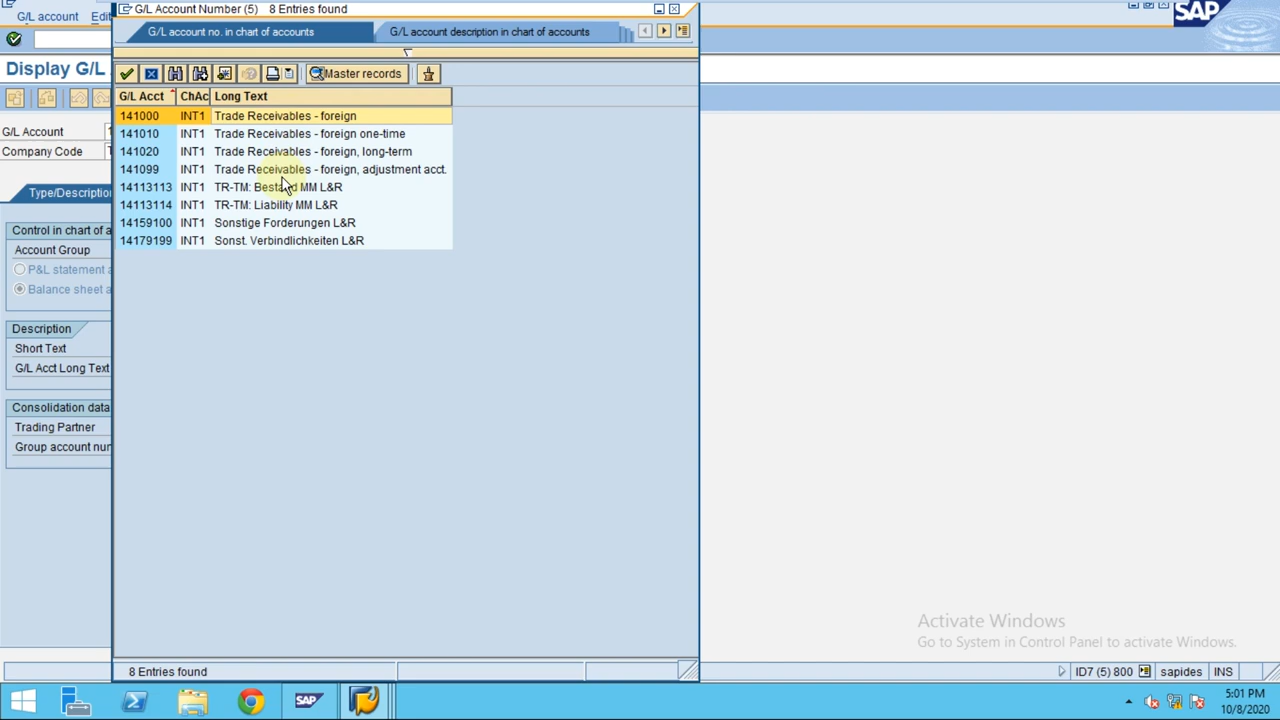 G/L account Edit
G/L Account Number (5) 8 Entries found
SAP
G/L account no. in chart of accounts G/L account description in chart of accounts
Display G/L
Master records
G/L Acct ChAc Long Text
141000 INT1 Trade Receivables - foreign
141010 INT1 Trade Receivables - foreign one-time
141020 INT1 Trade Receivables - foreign, long-term
141099 INT1 Trade Receivables - foreign, adjustment acct.
14113113 INT1 TR-TM: Bestand MM L&R
14113114 INT1 TR-TM: Liability MM L&R
14159100 INT1 Sonstige Forderungen L&R
14179199 INT1 Sonst. Verbindlichkeiten L&R
G/L Account 1
Company Code
Type/Description
Control in chart of a
Account Group
P&L statement a
Balance sheet a
Description
Short Text
G/L Acct Long Text
Consolidation data
Trading Partner
Group account num
Activate Windows
Go to System in Control Panel to activate Windows.
8 Entries found
ID7 (5) 800 sapides INS
SAP
5:01 PM
10/8/2020